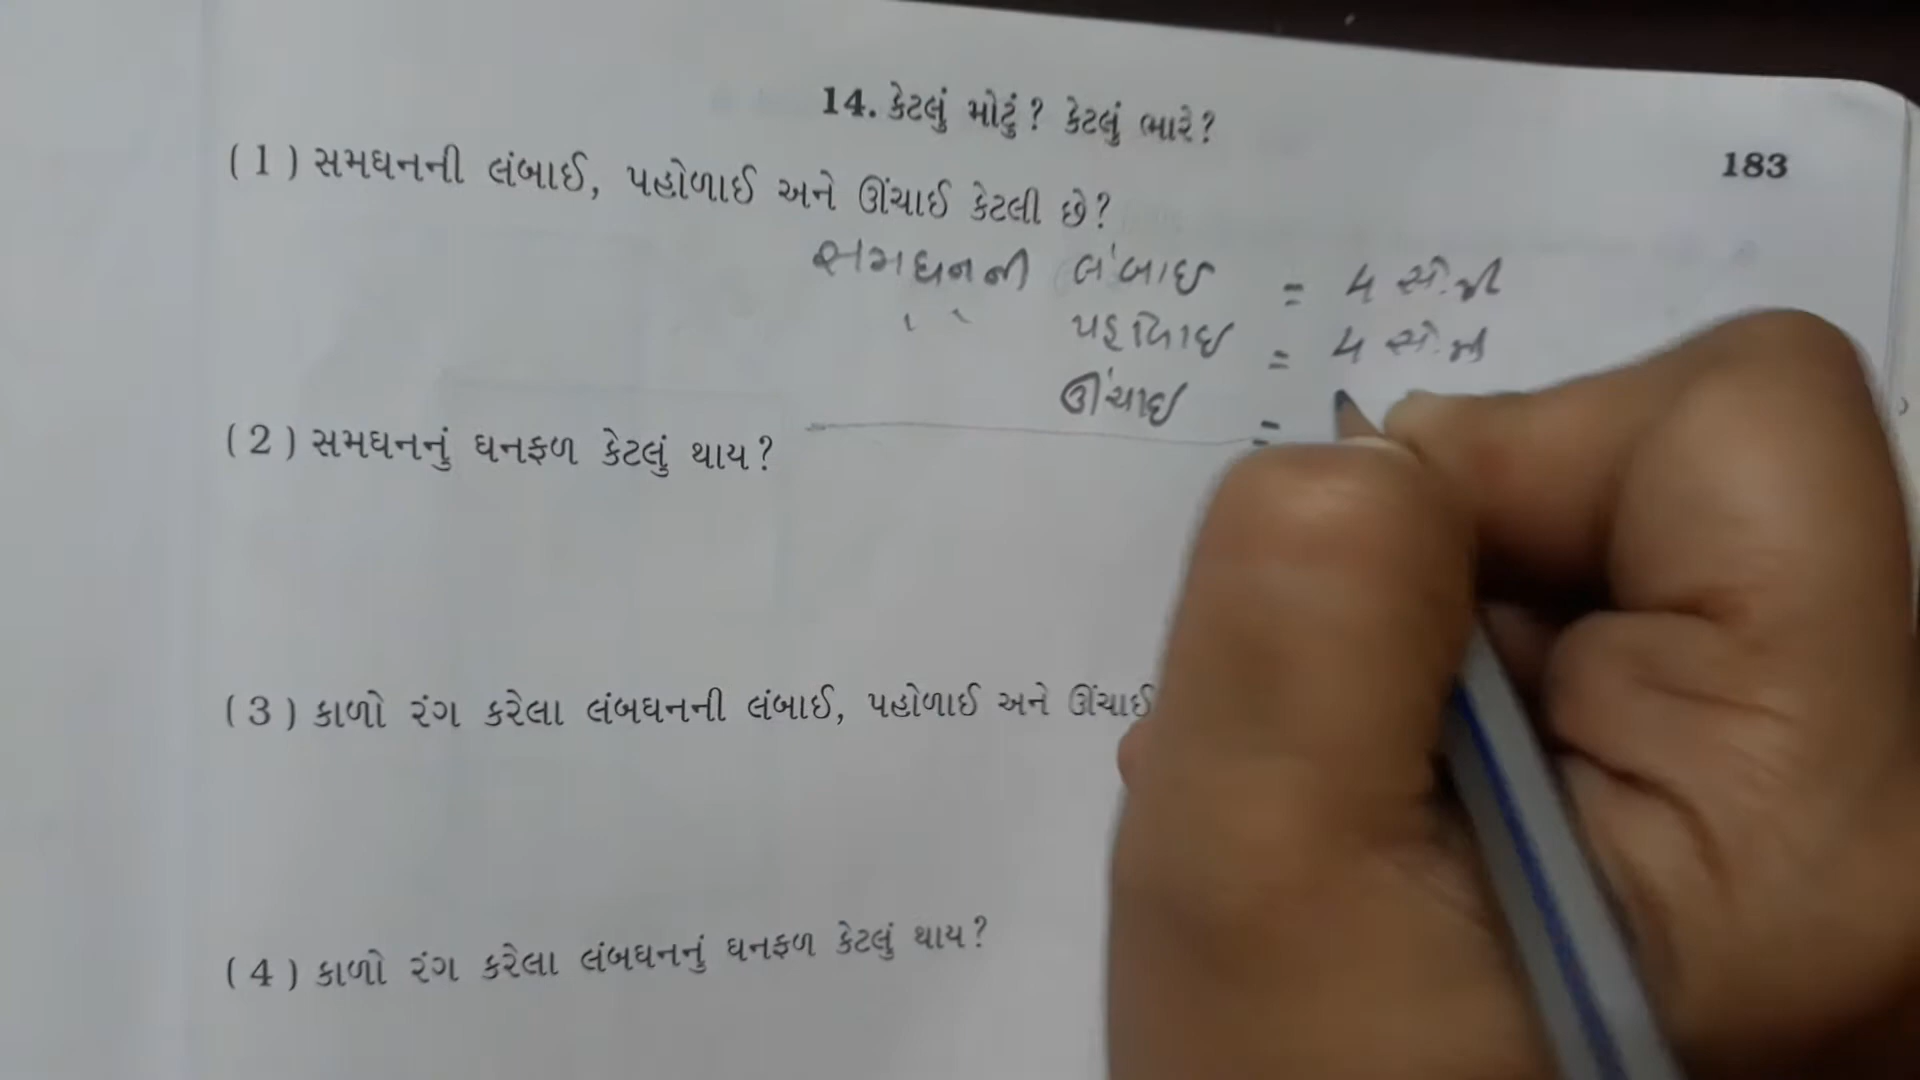 14. કેટલું મોટું? કેટલું ભારે?
183
(1) સમઘનની લંબાઈ, પહોળાઈ અને ઊંચાઈ કેટલી છે?
સમઘનની લંબાઇ = 4 સે.મી
= 4 સે.મી
ઊંચાઇ =
(2) સમઘનનું ઘનફળ કેટલું થાય?
(3) કાળો રંગ કરેલા લંબઘનની લંબાઈ, પહોળાઈ અને ઊંચાઈ
(4) કાળો રંગ કરેલા લંબઘનનું ઘનફળ કેટલું થાય?